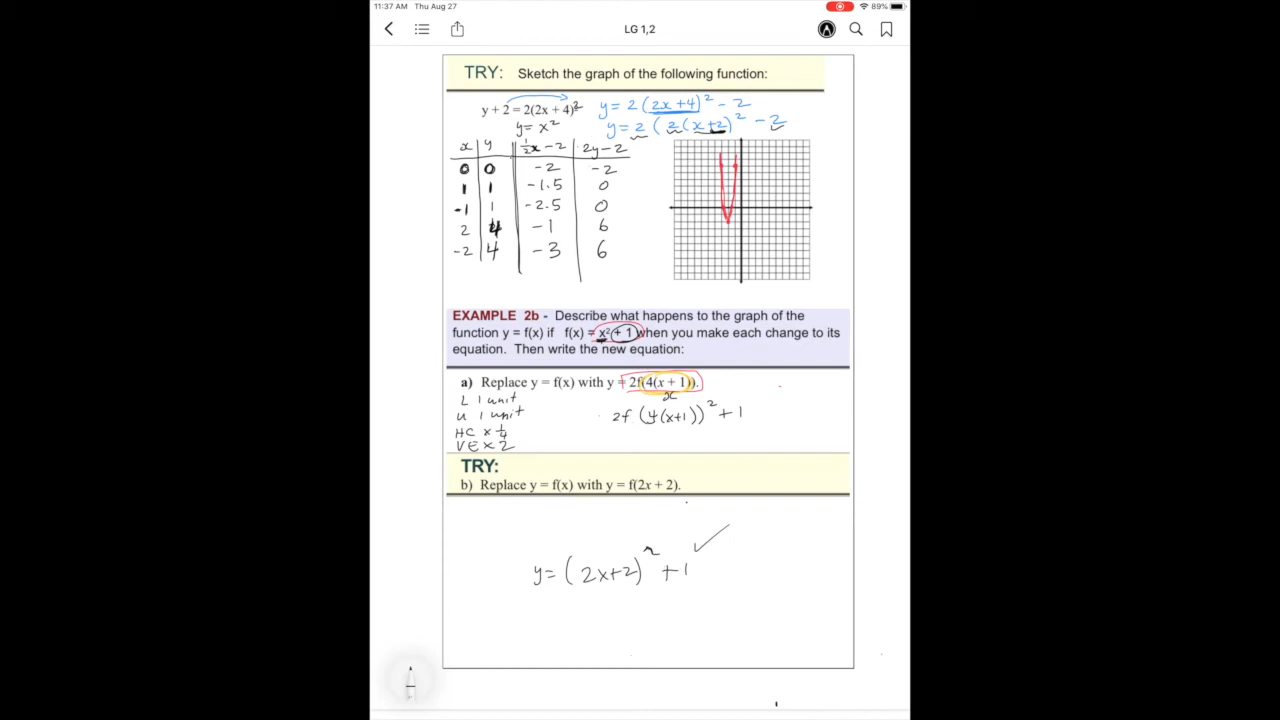 11:37 AM Thu Aug 27
89%
LG 1,2
TRY: Sketch the graph of the following function:
y + 2 = 2(2x + 4)²
y = 2(2x+4)² - 2
y = x²
y = 2(2(x+2)² - 2
x y ½x - 2 2y - 2
0 0 -2 -2
1 1 -1.5 0
-1 1 -2.5 0
2 4 -1 6
-2 4 -3 6
EXAMPLE 2b - Describe what happens to the graph of the
function y = f(x) if f(x) = x² + 1 when you make each change to its
equation. Then write the new equation:
a) Replace y = f(x) with y = 2f(4(x + 1)).
x
L 1 unit
U 1 unit
2f (4(x+1))² + 1
HC x ¼
VE x 2
TRY:
b) Replace y = f(x) with y = f(2x + 2).
y = (2x+2)² + 1